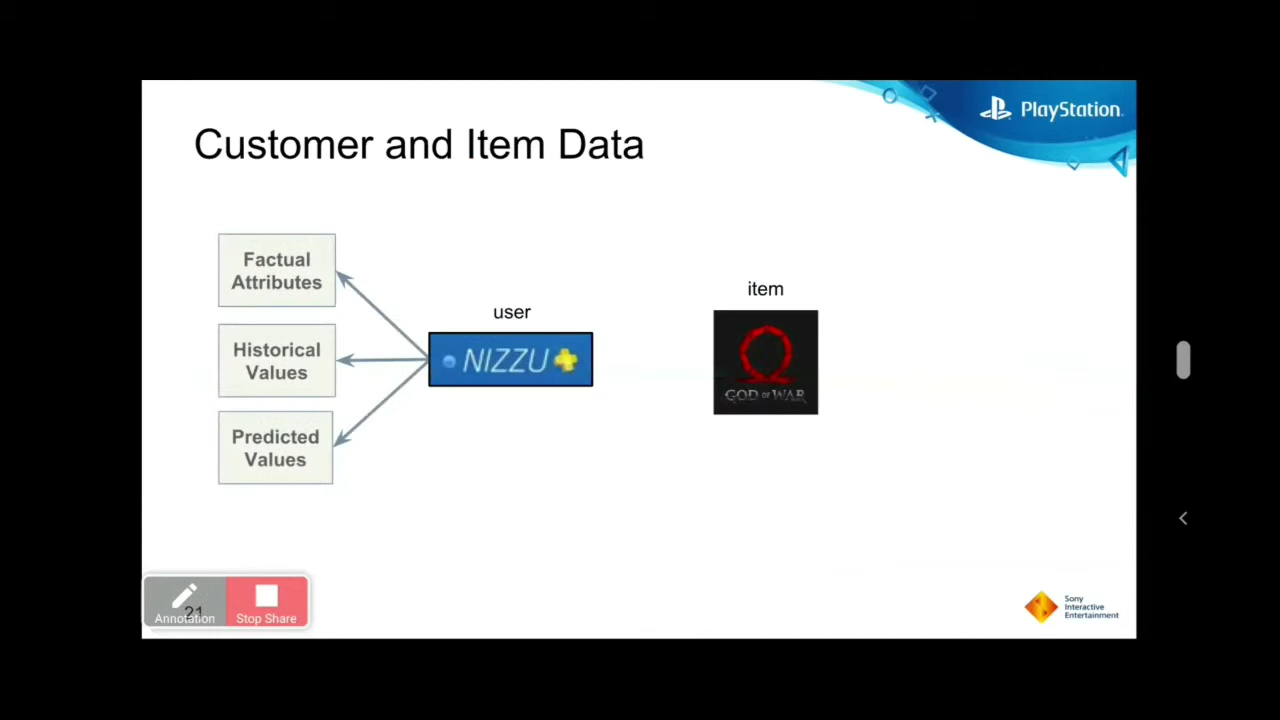 PlayStation
Customer and Item Data
Factual
Attributes
Historical
Values
Predicted
Values
user
NIZZU
item
GOD OF WAR
21
Annotation
Stop Share
Sony
Interactive
Entertainment